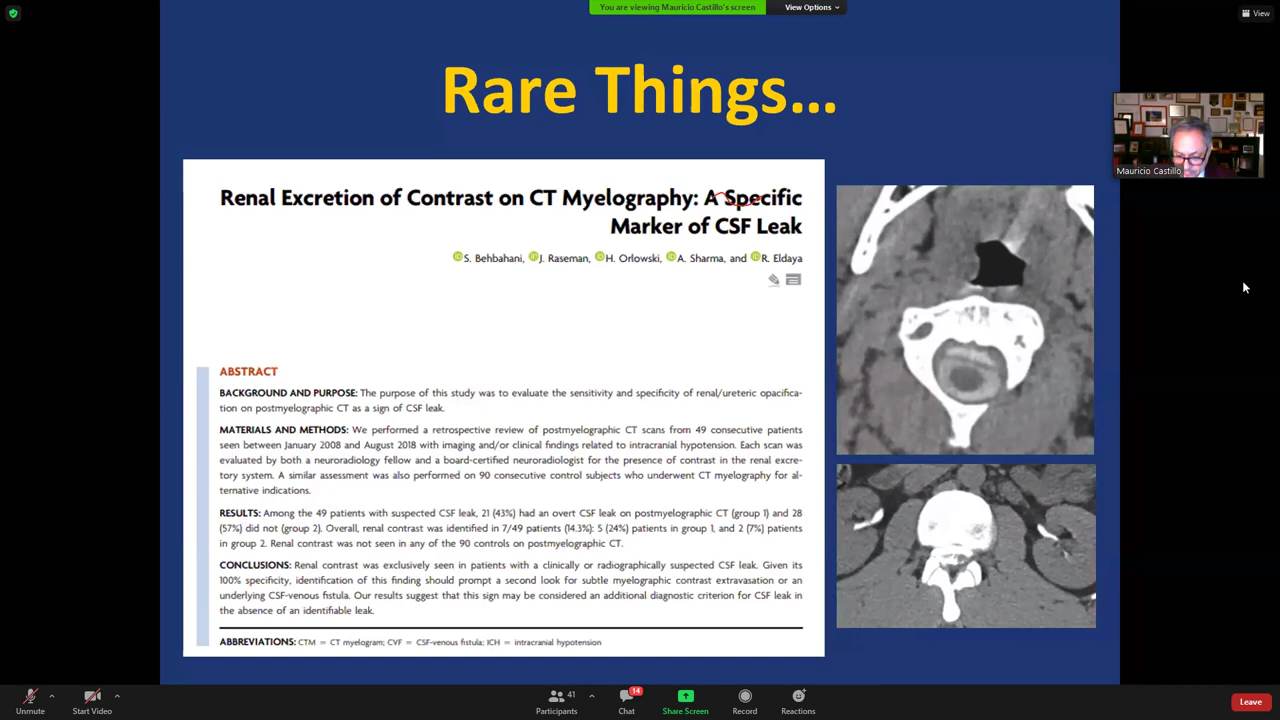 You are viewing Mauricio Castillo's screen
View Options
View
Rare Things...
Mauricio Castillo
Renal Excretion of Contrast on CT Myelography: A Specific
Marker of CSF Leak
S. Behbahani, J. Raseman, H. Orlowski, A. Sharma, and R. Eldaya
ABSTRACT
BACKGROUND AND PURPOSE: The purpose of this study was to evaluate the sensitivity and specificity of renal/ureteric opacifica-
tion on postmyelographic CT as a sign of CSF leak.
MATERIALS AND METHODS: We performed a retrospective review of postmyelographic CT scans from 49 consecutive patients
seen between January 2008 and August 2018 with imaging and/or clinical findings related to intracranial hypotension. Each scan was
evaluated by both a neuroradiology fellow and a board-certified neuroradiologist for the presence of contrast in the renal excre-
tory system. A similar assessment was also performed on 90 consecutive control subjects who underwent CT myelography for al-
ternative indications.
RESULTS: Among the 49 patients with suspected CSF leak, 21 (43%) had an overt CSF leak on postmyelographic CT (group 1) and 28
(57%) did not (group 2). Overall, renal contrast was identified in 7/49 patients (14.3%): 5 (24%) patients in group 1, and 2 (7%) patients
in group 2. Renal contrast was not seen in any of the 90 controls on postmyelographic CT.
CONCLUSIONS: Renal contrast was exclusively seen in patients with a clinically or radiographically suspected CSF leak. Given its
100% specificity, identification of this finding should prompt a second look for subtle myelographic contrast extravasation or an
underlying CSF-venous fistula. Our results suggest that this sign may be considered an additional diagnostic criterion for CSF leak in
the absence of an identifiable leak.
ABBREVIATIONS: CTM = CT myelogram; CVF = CSF-venous fistula; ICH = intracranial hypotension
Unmute
Start Video
41
Participants
14
Chat
Share Screen
Record
Reactions
Leave